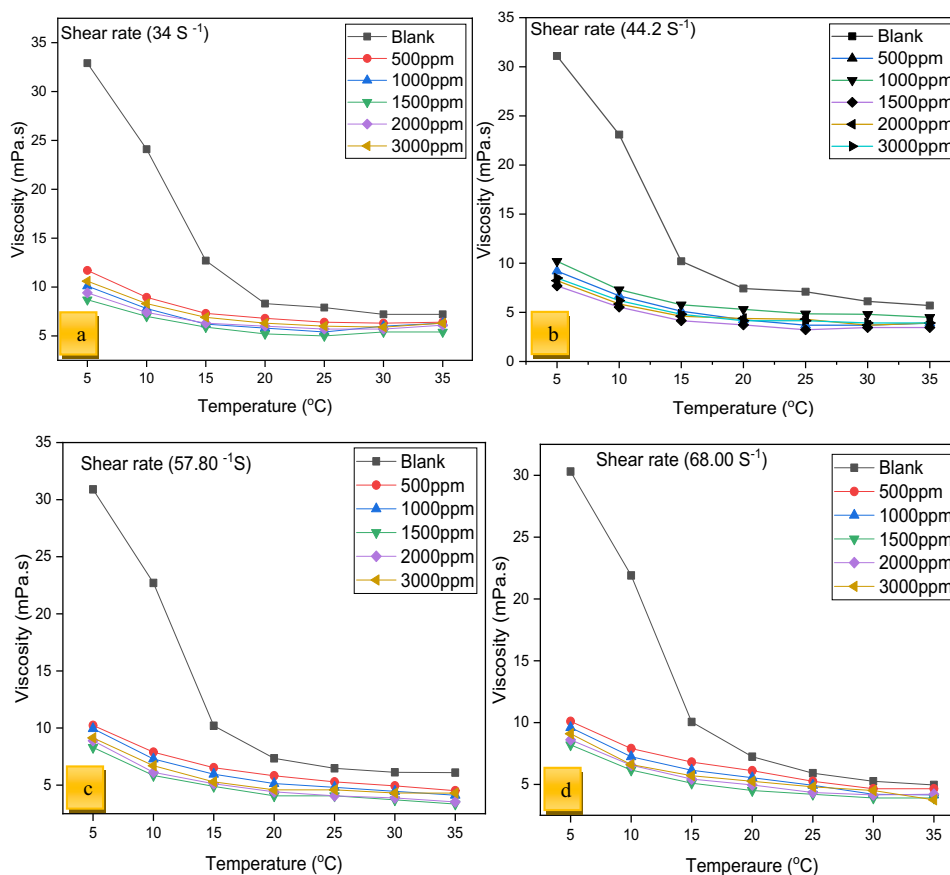 Shear rate (34 S -1)
Blank
500ppm
1000ppm
1500ppm
2000ppm
3000ppm
35
30
25
20
15
10
5
Viscosity (mPa.s)
a
5 10 15 20 25 30 35
Temperature (oC)
Shear rate (44.2 S-1)
Blank
500ppm
1000ppm
1500ppm
2000ppm
3000ppm
35
30
25
20
15
10
5
0
Viscosity (mPa.s)
b
5 10 15 20 25 30 35
Temperature (oC)
Shear rate (57.80 -1S)
Blank
500ppm
1000ppm
1500ppm
2000ppm
3000ppm
35
30
25
20
15
10
5
Viscosity (mPa.s)
c
5 10 15 20 25 30 35
Temperature (oC)
Shear rate (68.00 S-1)
Blank
500ppm
1000ppm
1500ppm
2000ppm
3000ppm
30
25
20
15
10
5
Viscosity (mPa.s)
d
5 10 15 20 25 30 35
Temperaure (oC)